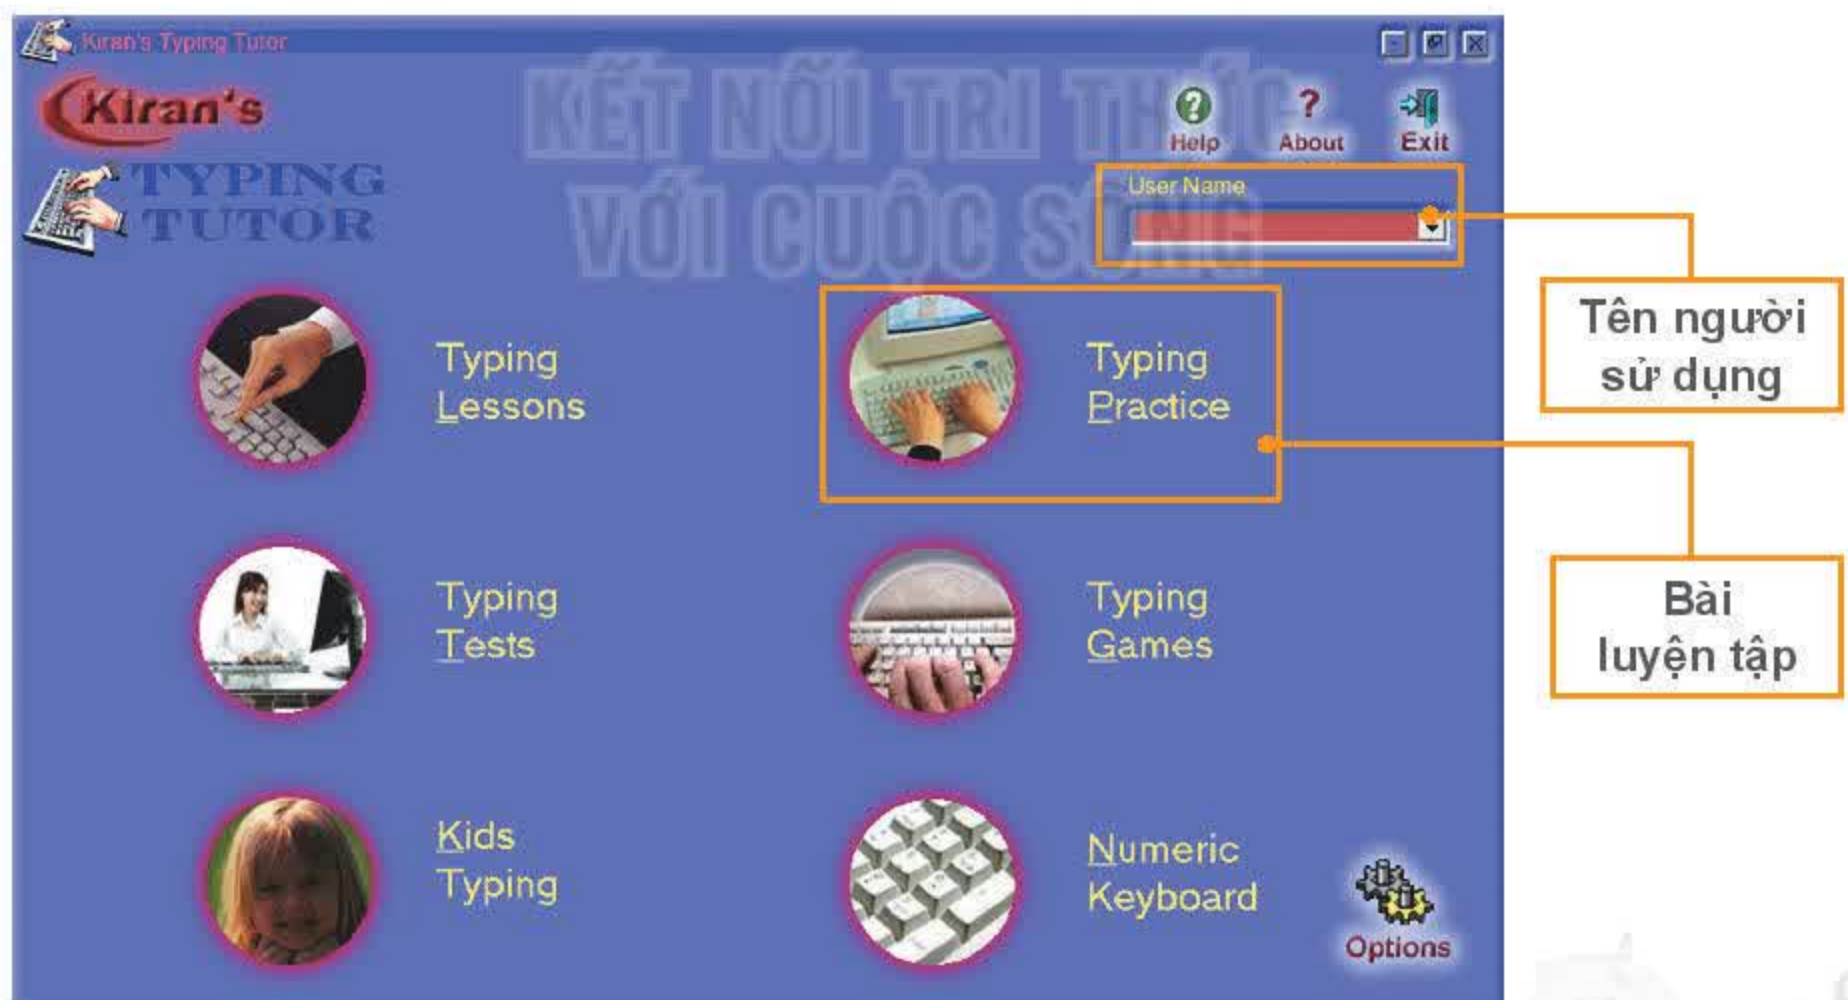 Kiran's Typing Tutor
Kiran's
TYPING
TUTOR
KẾT NỐI TRI THỨC
VỚI CUỘC SỐNG
Help
About
Exit
User Name
Tên người
sử dụng
Typing
Lessons
Typing
Practice
Bài
luyện tập
Typing
Tests
Typing
Games
Kids
Typing
Numeric
Keyboard
Options